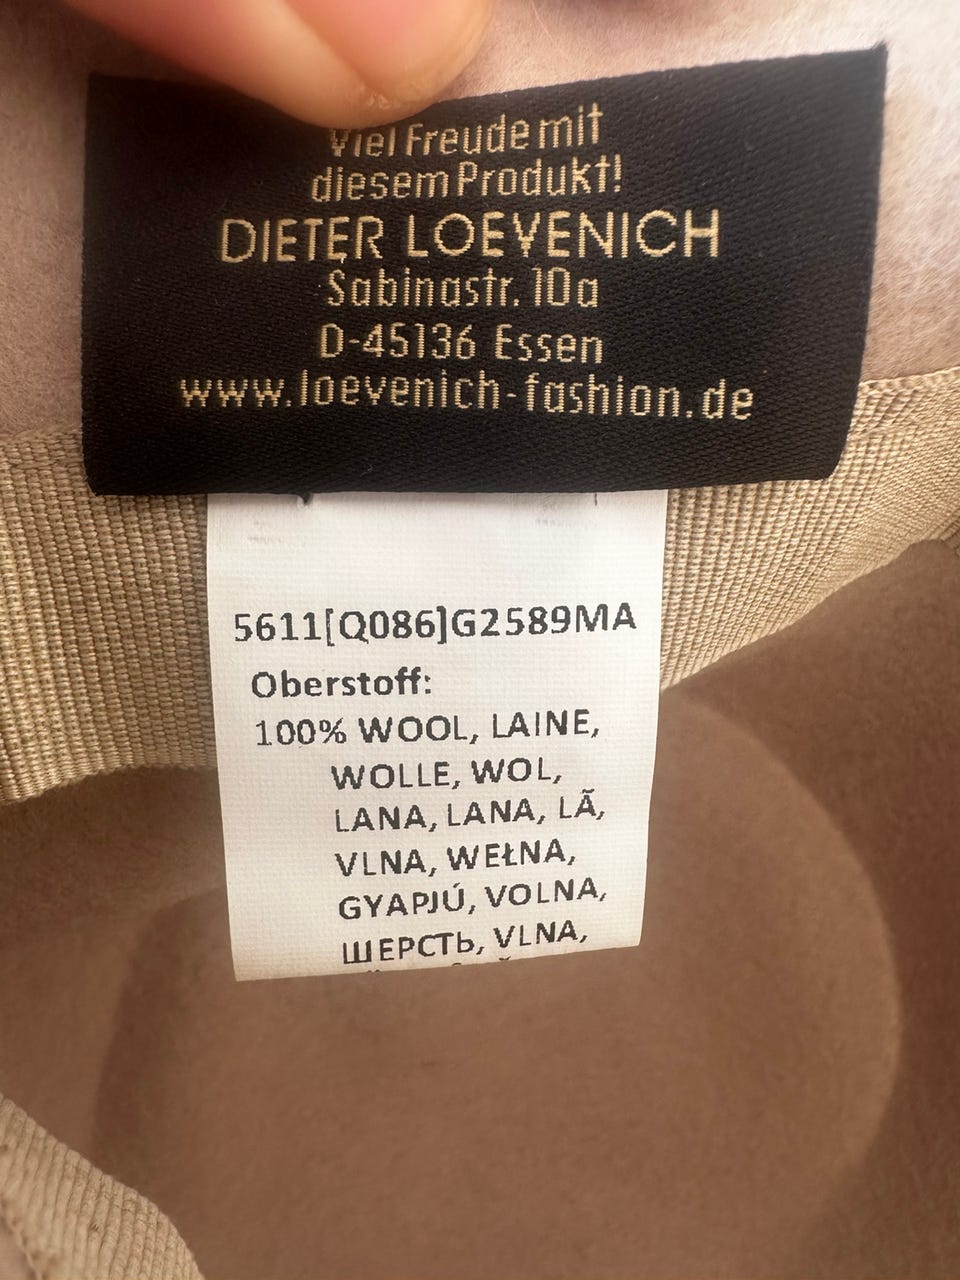 Viel Freude mit
diesem Produkt!
DIETER LOEVENICH
Sabinastr. 10a
D-45136 Essen
www.loevenich-fashion.de
5611[Q086]G2589MA
Oberstoff:
100% WOOL, LAINE,
WOLLE, WOL,
LANA, LANA, LÃ,
VLNA, WEŁNA,
GYAPJÚ, VOLNA,
ШЕРСТЬ, VLNA,